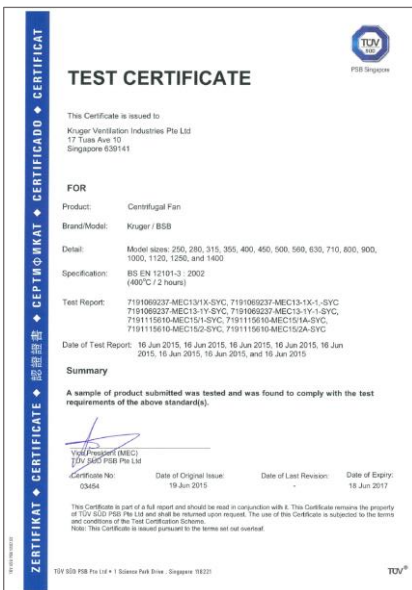 TÜV
SÜD
PSB Singapore
TEST CERTIFICATE
This Certificate is issued to
Kruger Ventilation Industries Pte Ltd
17 Tuas Ave 10
Singapore 639141
FOR
Product: Centrifugal Fan
Brand/Model: Kruger / BSB
Detail: Model sizes: 250, 280, 315, 355, 400, 450, 500, 560, 630, 710, 800, 900,
1000, 1120, 1250, and 1400
Specification: BS EN 12101-3 : 2002
(400°C / 2 hours)
Test Report: 7191069237-MEC13/1X-SYC, 7191069237-MEC13-1X-1,-SYC
7191069237-MEC13-1Y-SYC, 7191069237-MEC13-1Y-1-SYC,
7191115610-MEC15/1-SYC, 7191115610-MEC15/1A-SYC,
7191115610-MEC15/2-SYC, 7191115610-MEC15/2A-SYC
Date of Test Report: 16 Jun 2015, 16 Jun 2015, 16 Jun 2015, 16 Jun 2015, 16 Jun
2015, 16 Jun 2015, 16 Jun 2015, and 16 Jun 2015
Summary
A sample of product submitted was tested and was found to comply with the test
requirements of the above standard(s).
Vice President (MEC)
TÜV SÜD PSB Pte Ltd
Certificate No: Date of Original Issue: Date of Last Revision: Date of Expiry:
03454 19 Jun 2015 - 18 Jun 2017
This Certificate is part of a full report and should be read in conjunction with it. This Certificate remains the property
of TÜV SÜD PSB Pte Ltd and shall be returned upon request. The use of this Certificate is subjected to the terms
and conditions of the Test Certification Scheme.
Note: This Certificate is issued pursuant to the terms set out overleaf.
TÜV SÜD PSB Pte Ltd • 1 Science Park Drive , Singapore 118221
TÜV®
ZERTIFIKAT ◆ CERTIFICATE ◆ 認證證書 ◆ СЕРТИФИКАТ ◆ CERTIFICADO ◆ CERTIFICAT